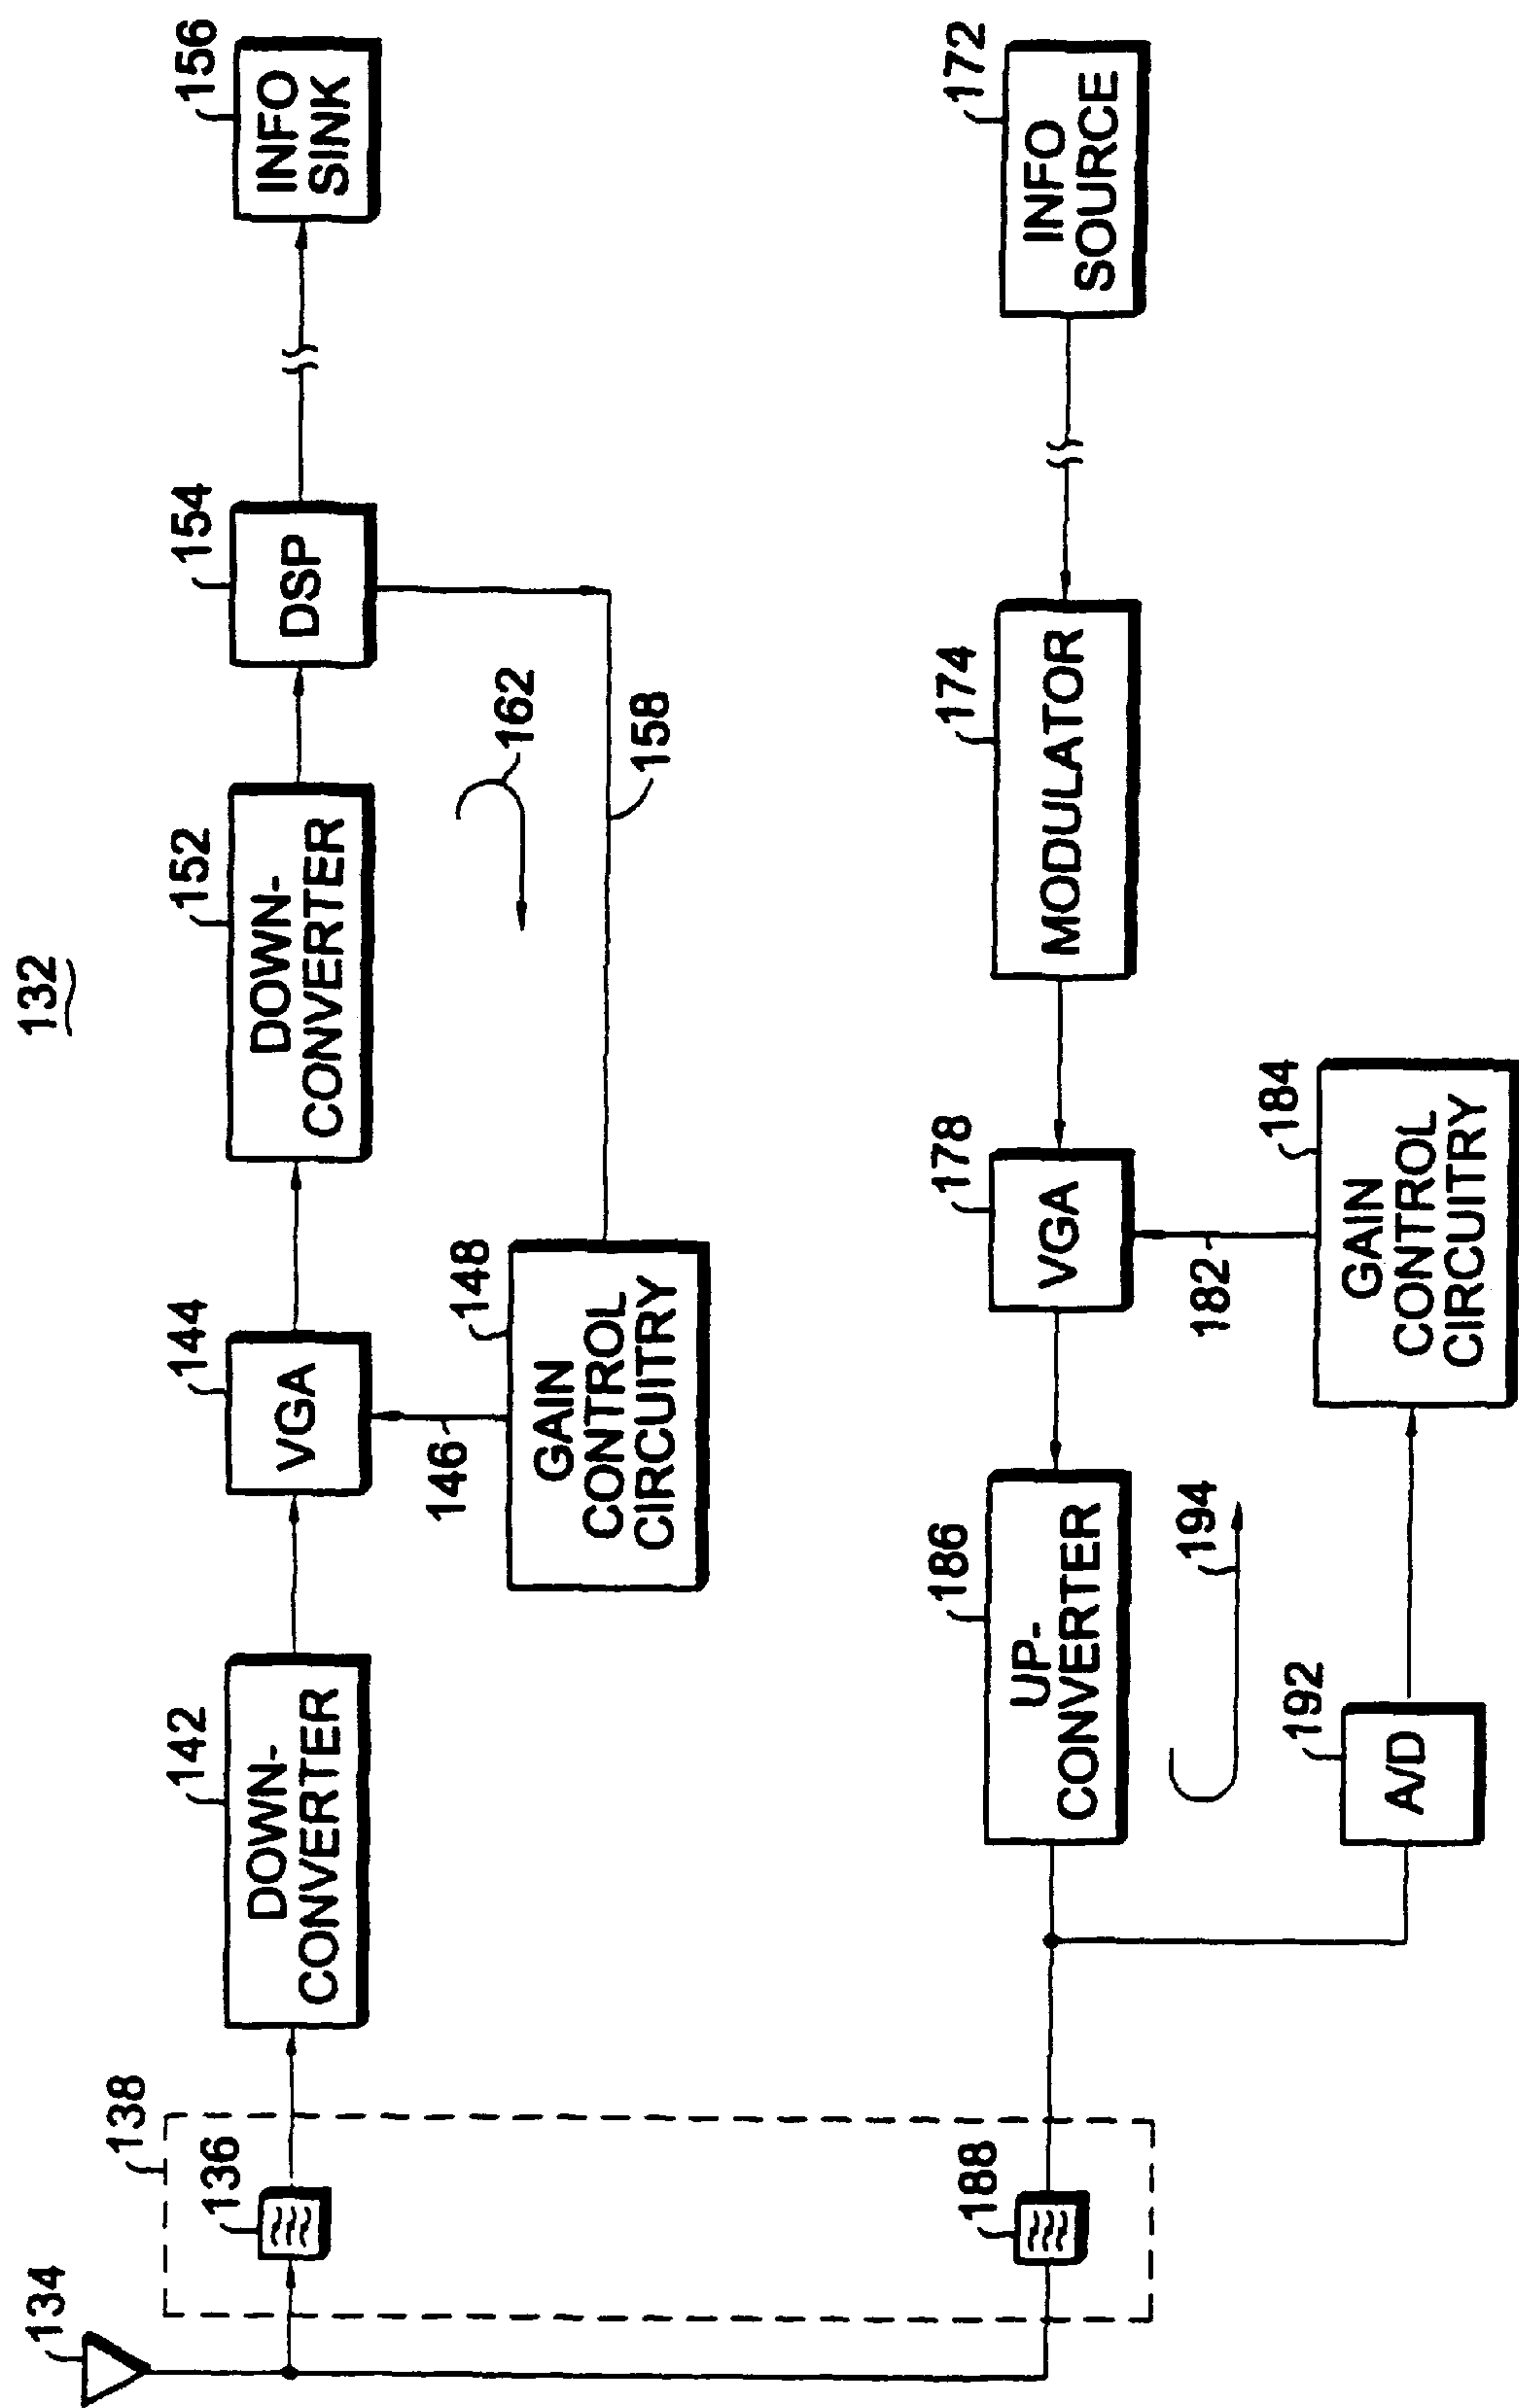 132
134
138
136
142
DOWN-
CONVERTER
144
VGA
146
148
GAIN
CONTROL
CIRCUITRY
152
DOWN-
CONVERTER
154
DSP
156
INFO
SINK
162
158
188
186
UP-
CONVERTER
178
VGA
174
MODULATOR
172
INFO
SOURCE
194
182
184
GAIN
CONTROL
CIRCUITRY
192
A/D